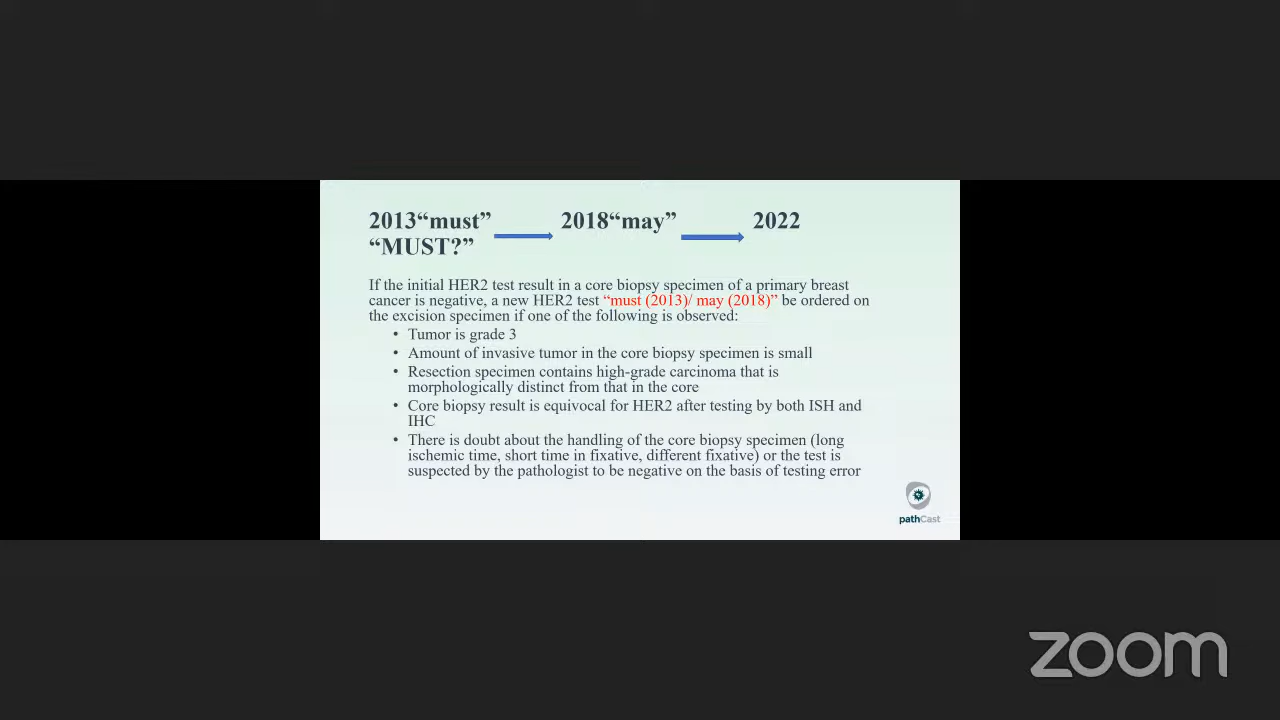 2013“must” 2018“may” 2022
“MUST?”
If the initial HER2 test result in a core biopsy specimen of a primary breast
cancer is negative, a new HER2 test “must (2013)/ may (2018)” be ordered on
the excision specimen if one of the following is observed:
• Tumor is grade 3
• Amount of invasive tumor in the core biopsy specimen is small
• Resection specimen contains high-grade carcinoma that is
morphologically distinct from that in the core
• Core biopsy result is equivocal for HER2 after testing by both ISH and
IHC
• There is doubt about the handling of the core biopsy specimen (long
ischemic time, short time in fixative, different fixative) or the test is
suspected by the pathologist to be negative on the basis of testing error
pathCast
zoom